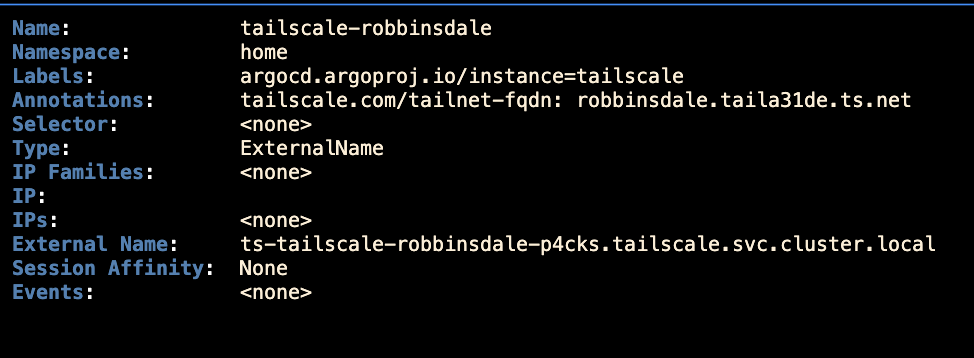 Name: tailscale-robbinsdale
Namespace: home
Labels: argocd.argoproj.io/instance=tailscale
Annotations: tailscale.com/tailnet-fqdn: robbinsdale.taila31de.ts.net
Selector: <none>
Type: ExternalName
IP Families: <none>
IP:
IPs: <none>
External Name: ts-tailscale-robbinsdale-p4cks.tailscale.svc.cluster.local
Session Affinity: None
Events: <none>